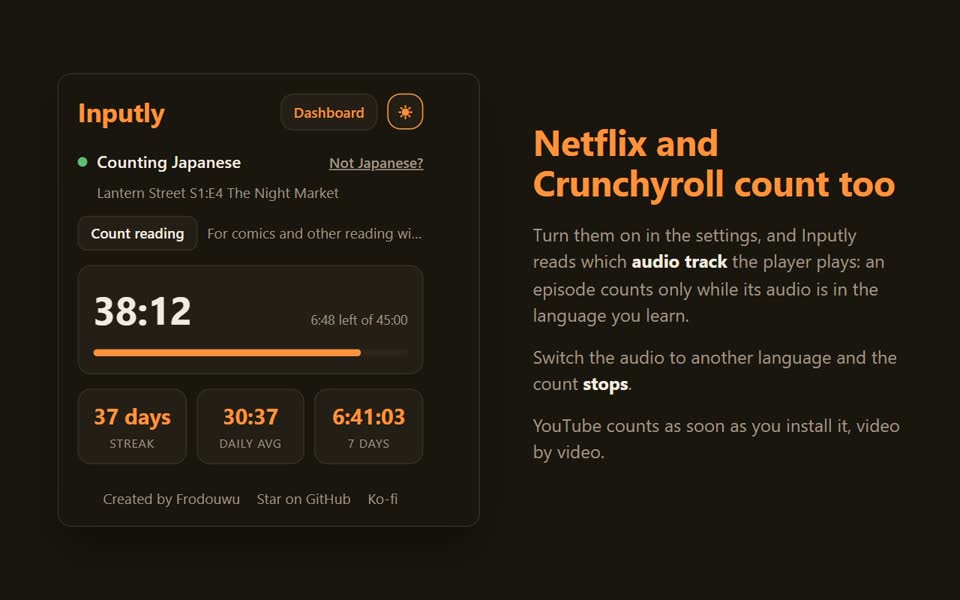 Inputly
Dashboard
Counting Japanese
Not Japanese?
Lantern Street S1:E4 The Night Market
Count reading
For comics and other reading wi...
38:12
6:48 left of 45:00
37 days
STREAK
30:37
DAILY AVG
6:41:03
7 DAYS
Created by Frodouwu
Star on GitHub
Ko-fi
Netflix and
Crunchyroll count too
Turn them on in the settings, and Inputly
reads which audio track the player plays: an
episode counts only while its audio is in the
language you learn.
Switch the audio to another language and the
count stops.
YouTube counts as soon as you install it, video
by video.